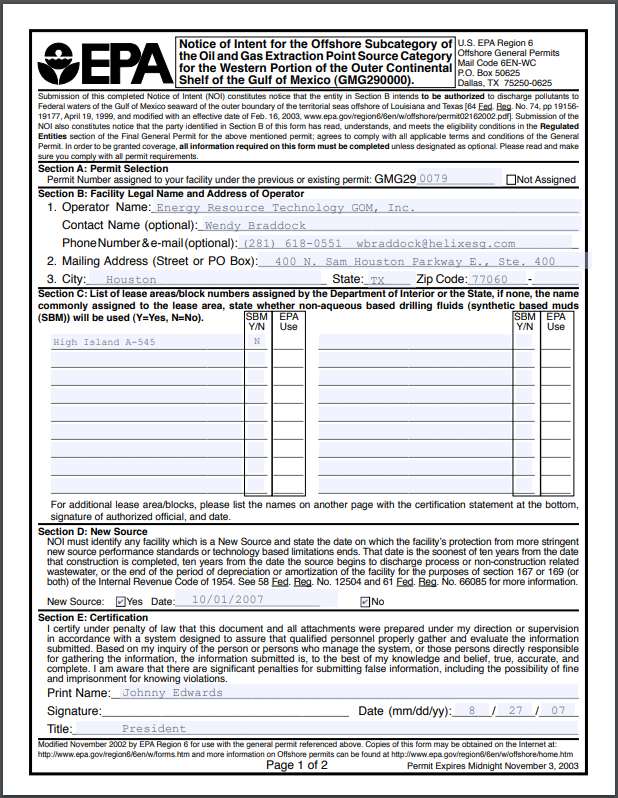 EPA
Notice of Intent for the Offshore Subcategory of
the Oil and Gas Extraction Point Source Category
for the Western Portion of the Outer Continental
Shelf of the Gulf of Mexico (GMG290000).
U.S. EPA Region 6
Offshore General Permits
Mail Code 6EN-WC
P.O. Box 50625
Dallas, TX 75250-0625
Submission of this completed Notice of Intent (NOI) constitutes notice that the entity in Section B intends to be authorized to discharge pollutants to
Federal waters of the Gulf of Mexico seaward of the outer boundary of the territorial seas offshore of Louisiana and Texas [64 Fed. Reg. No. 74, pp 19156-
19177, April 19, 1999, and modified with an effective date of Feb. 16, 2003, www.epa.gov/region6/6en/w/offshore/permit02162002.pdf]. Submission of the
NOI also constitutes notice that the party identified in Section B of this form has read, understands, and meets the eligibility conditions in the Regulated
Entities section of the Final General Permit for the above mentioned permit; agrees to comply with all applicable terms and conditions of the General
Permit. In order to be granted coverage, all information required on this form must be completed unless designated as optional. Please read and make
sure you comply with all permit requirements.
Section A: Permit Selection
Permit Number assigned to your facility under the previous or existing permit: GMG29 0079 Not Assigned
Section B: Facility Legal Name and Address of Operator
1. Operator Name: Energy Resource Technology GOM, Inc.
Contact Name (optional): Wendy Braddock
Phone Number & e-mail (optional): (281) 618-0551 wbraddock@helixesg.com
2. Mailing Address (Street or PO Box): 400 N. Sam Houston Parkway E., Ste. 400
3. City: Houston State: TX Zip Code: 77060 -
Section C: List of lease areas/block numbers assigned by the Department of Interior or the State, if none, the name
commonly assigned to the lease area, state whether non-aqueous based drilling fluids (synthetic based muds
(SBM)) will be used (Y=Yes, N=No).
SBM Y/N EPA Use SBM Y/N EPA Use
High Island A-545 N
For additional lease area/blocks, please list the names on another page with the certification statement at the bottom,
signature of authorized official, and date.
Section D: New Source
NOI must identify any facility which is a New Source and state the date on which the facility's protection from more stringent
new source performance standards or technology based limitations ends. That date is the soonest of ten years from the date
that construction is completed, ten years from the date the source begins to discharge process or non-construction related
wastewater, or the end of the period of depreciation or amortization of the facility for the purposes of section 167 or 169 (or
both) of the Internal Revenue Code of 1954. See 58 Fed. Reg. No. 12504 and 61 Fed. Reg. No. 66085 for more information.
New Source: Yes Date: 10/01/2007 No
Section E: Certification
I certify under penalty of law that this document and all attachments were prepared under my direction or supervision
in accordance with a system designed to assure that qualified personnel properly gather and evaluate the information
submitted. Based on my inquiry of the person or persons who manage the system, or those persons directly responsible
for gathering the information, the information submitted is, to the best of my knowledge and belief, true, accurate, and
complete. I am aware that there are significant penalties for submitting false information, including the possibility of fine
and imprisonment for knowing violations.
Print Name: Johnny Edwards
Signature: Date (mm/dd/yy): 8 / 27 / 07
Title: President
Modified November 2002 by EPA Region 6 for use with the general permit referenced above. Copies of this form may be obtained on the Internet at:
http://www.epa.gov/region6/6en/w/forms.htm and more information on Offshore permits can be found at http://www.epa.gov/region6/6en/w/offshore/home.htm
Page 1 of 2 Permit Expires Midnight November 3, 2003